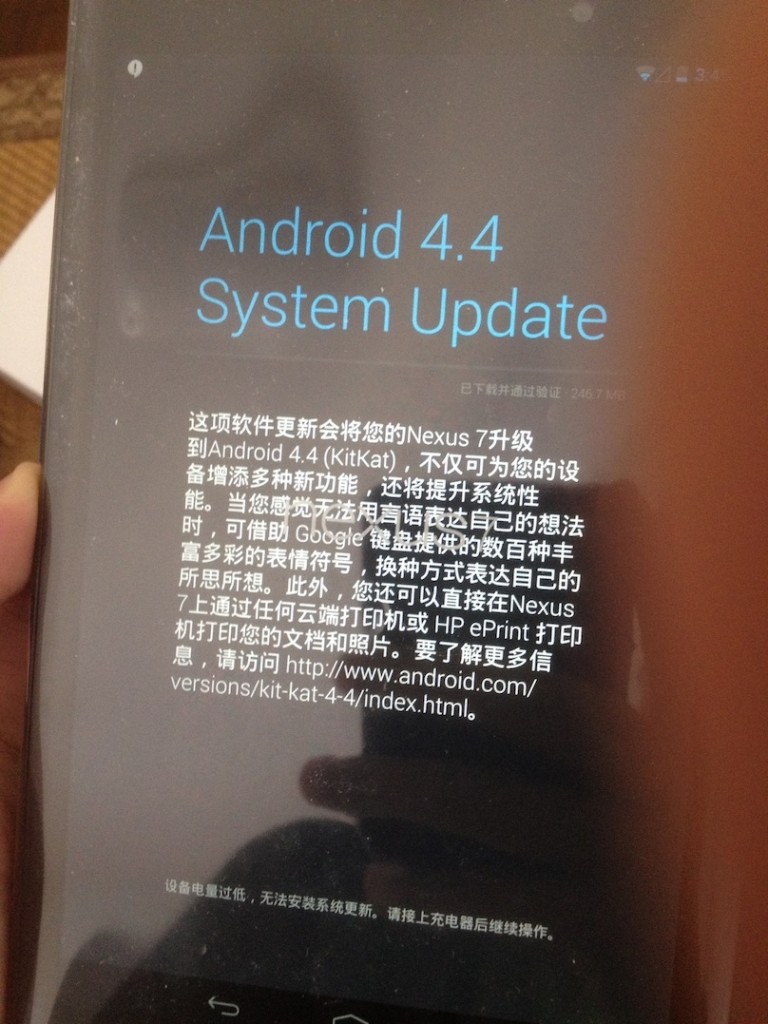 Android 4.4
System Update
已下载并通过验证 · 246.7 MB
这项软件更新会将您的Nexus 7升级
到Android 4.4 (KitKat)，不仅可为您的设
备增添多种新功能，还将提升系统性
能。当您感觉无法用言语表达自己的想法
时，可借助 Google 键盘提供的数百种丰
富多彩的表情符号，换种方式表达自己的
所思所想。此外，您还可以直接在Nexus
7上通过任何云端打印机或 HP ePrint 打印
机打印您的文档和照片。要了解更多信
息，请访问 http://www.android.com/
versions/kit-kat-4-4/index.html。
nexus7
设备电量过低，无法安装系统更新。请接上充电器后继续操作。